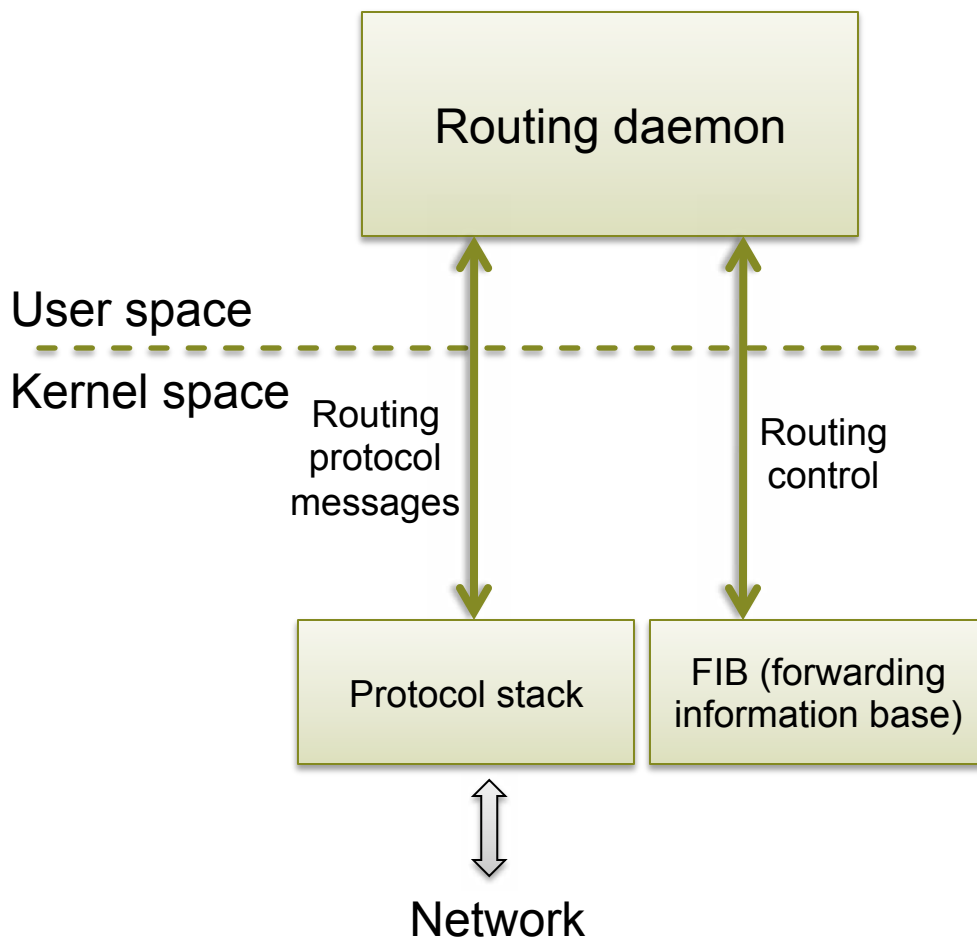 Routing daemon
User space
Kernel space
Routing
protocol
messages
Routing
control
Protocol stack
FIB (forwarding
information base)
Network